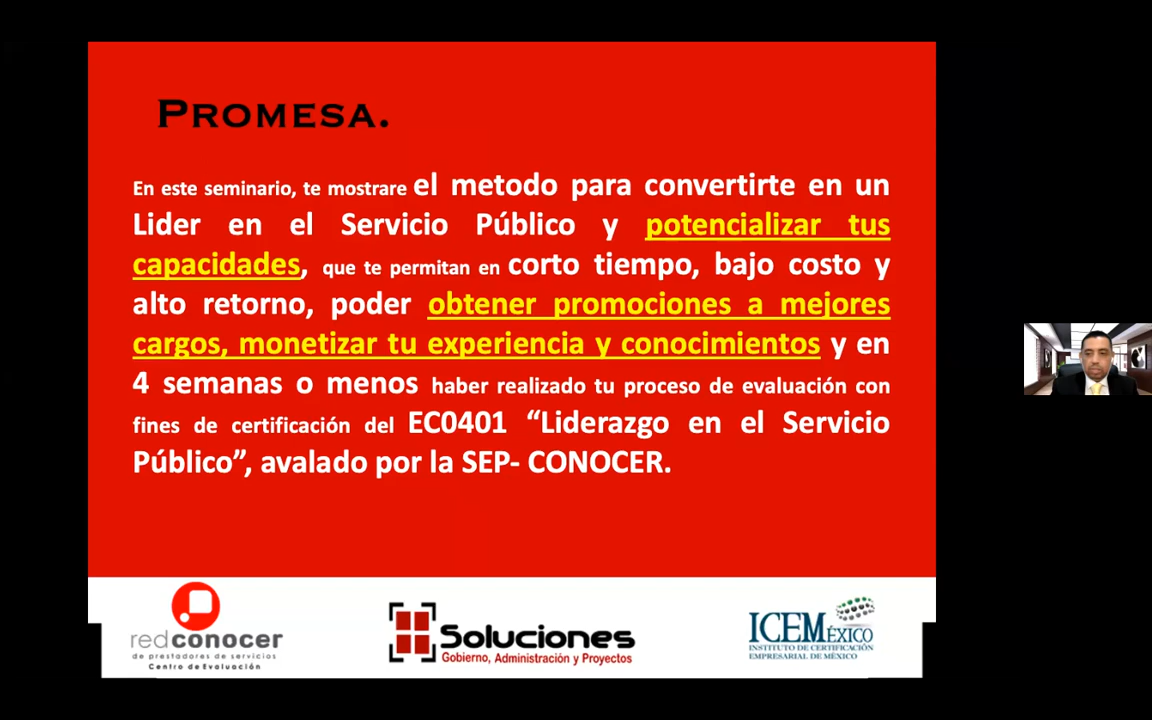 PROMESA.
En este seminario, te mostrare el metodo para convertirte en un
Lider en el Servicio Público y potencializar tus
capacidades, que te permitan en corto tiempo, bajo costo y
alto retorno, poder obtener promociones a mejores
cargos, monetizar tu experiencia y conocimientos y en
4 semanas o menos haber realizado tu proceso de evaluación con
fines de certificación del EC0401 “Liderazgo en el Servicio
Público”, avalado por la SEP- CONOCER.
redconocer
de prestadores de servicios
Centro de Evaluación
Soluciones
Gobierno, Administración y Proyectos
ICEMÉXICO
INSTITUTO DE CERTIFICACIÓN
EMPRESARIAL DE MÉXICO